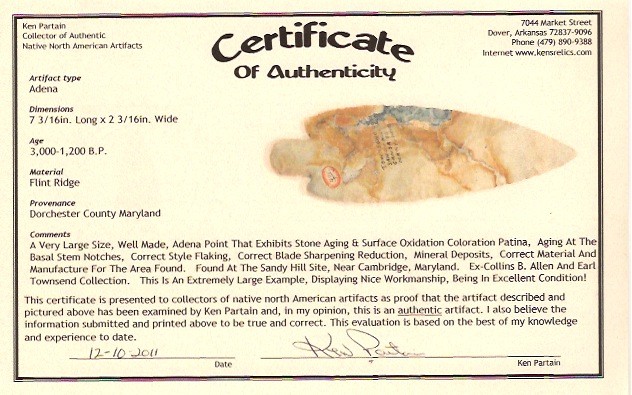 Ken Partain
Collector of Authentic
Native North American Artifacts
Certificate
Of Authenticity
7044 Market Street
Dover, Arkansas 72837-9096
Phone (479) 890-9388
Internet www.kensrelics.com
Artifact type
Adena
Dimensions
7 3/16in. Long x 2 3/16in. Wide
Age
3,000-1,200 B.P.
Material
Flint Ridge
Provenance
Dorchester County Maryland
Comments
A Very Large Size, Well Made, Adena Point That Exhibits Stone Aging & Surface Oxidation Coloration Patina, Aging At The
Basal Stem Notches, Correct Style Flaking, Correct Blade Sharpening Reduction, Mineral Deposits, Correct Material And
Manufacture For The Area Found. Found At The Sandy Hill Site, Near Cambridge, Maryland. Ex-Collins B. Allen And Earl
Townsend Collection. This Is An Extremely Large Example, Displaying Nice Workmanship, Being In Excellent Condition!
This certificate is presented to collectors of native north American artifacts as proof that the artifact described and
pictured above has been examined by Ken Partain and, in my opinion, this is an authentic artifact. I also believe the
information submitted and printed above to be true and correct. This evaluation is based on the best of my knowledge
and experience to date.
12-10-2011
Ken Partain
Date
Ken Partain